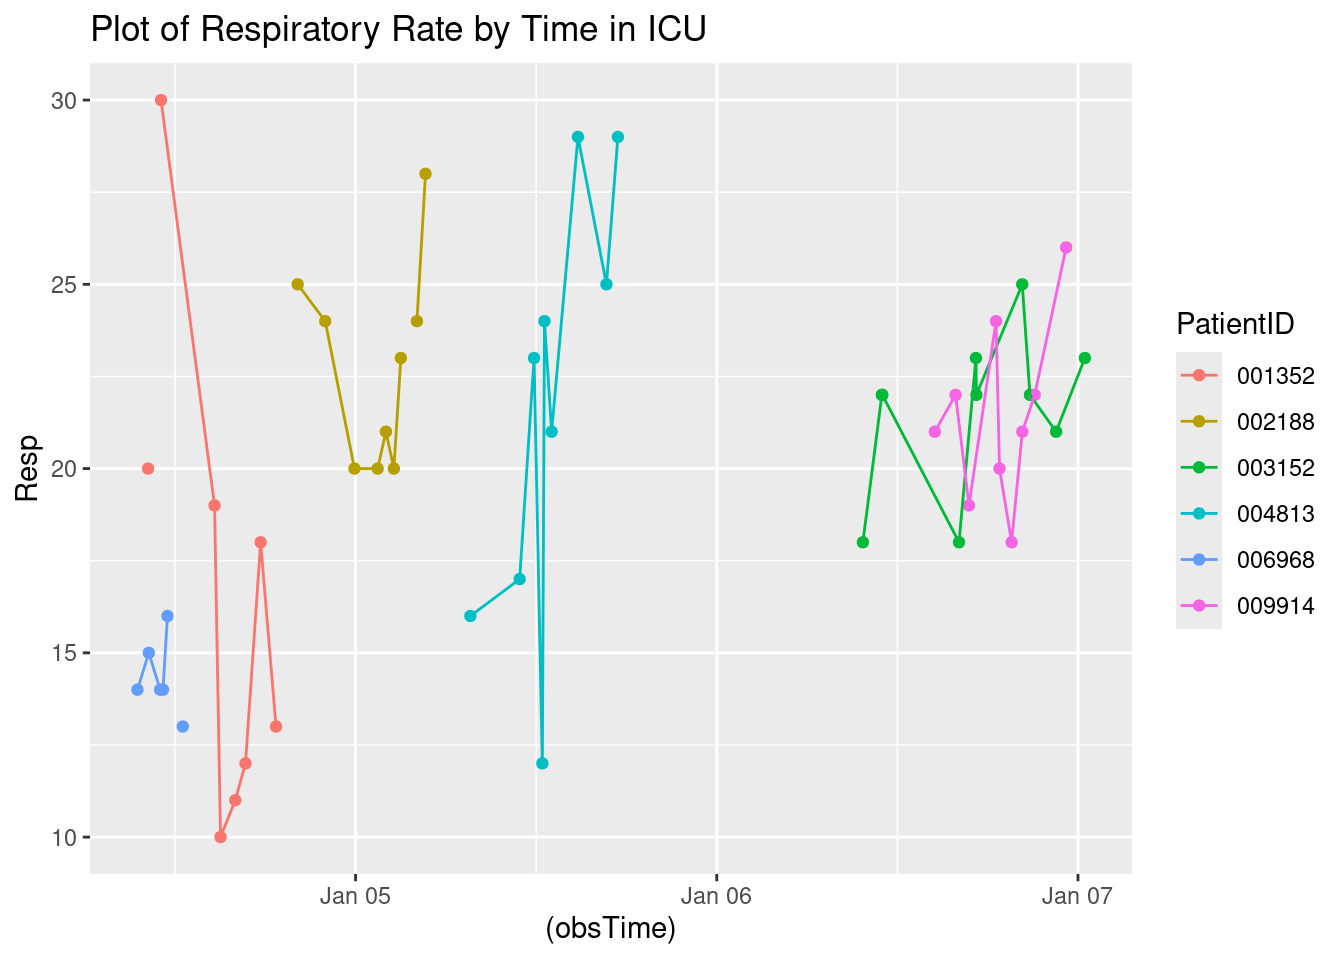 Plot of Respiratory Rate by Time in ICU
30
25
20
15
10
Resp
Jan 05
Jan 06
Jan 07
(obsTime)
PatientID
001352
002188
003152
004813
006968
009914